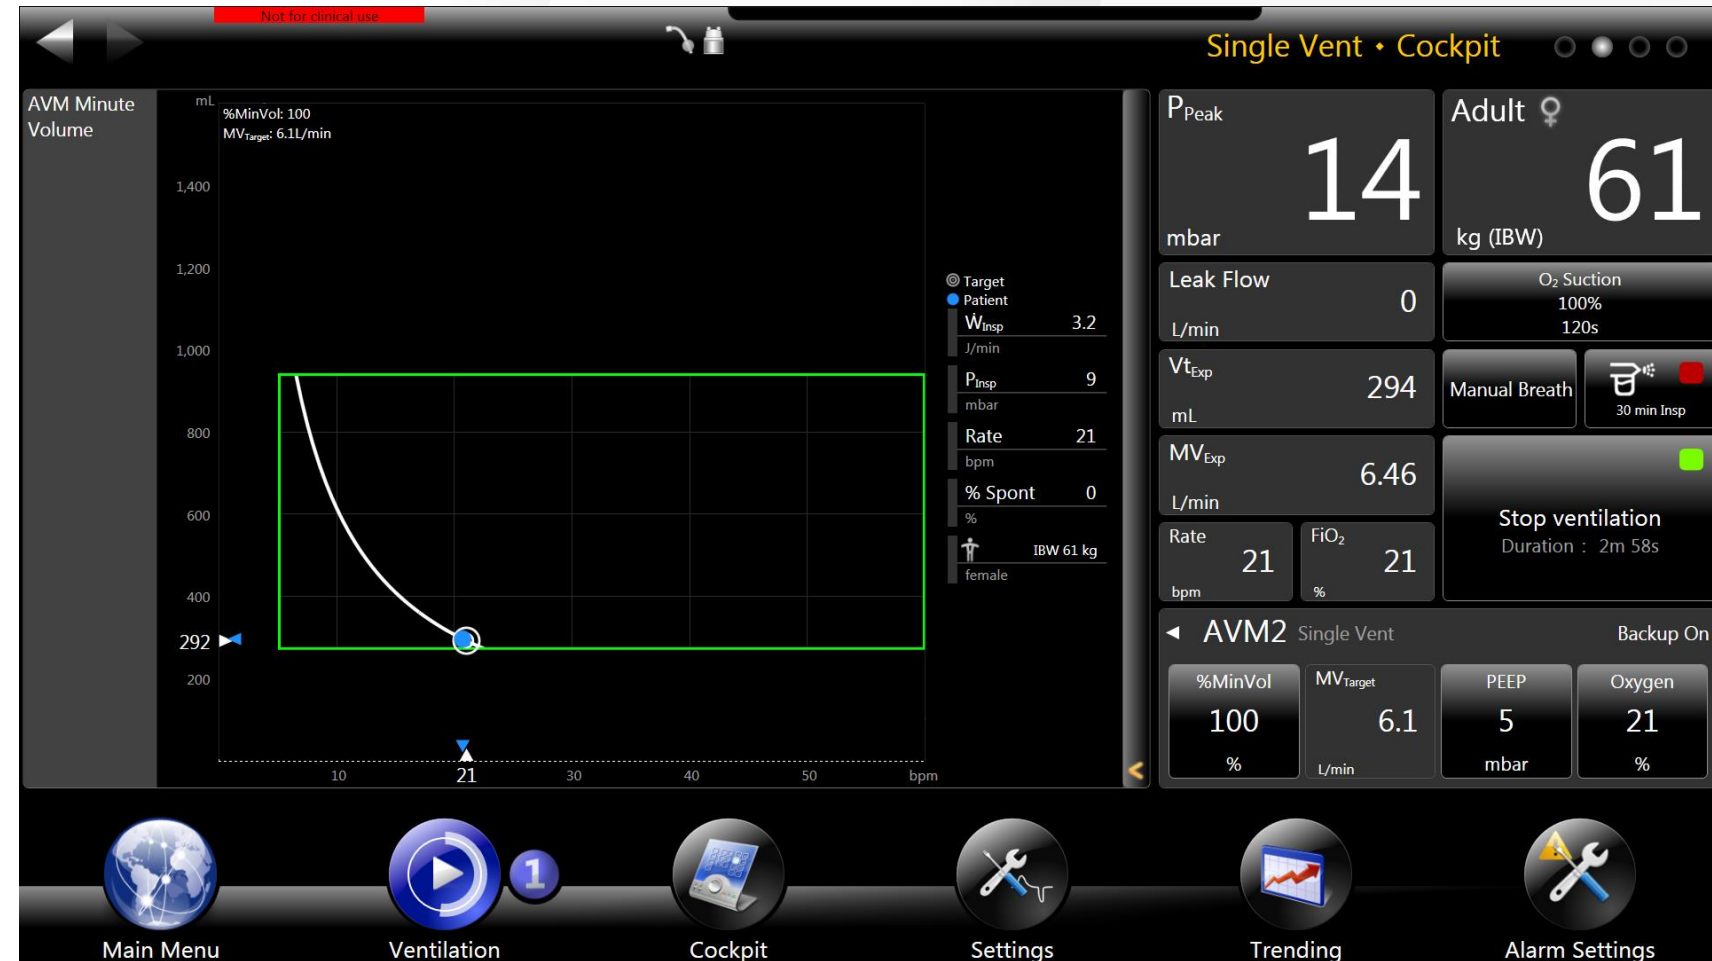 Not for clinical use
Single Vent • Cockpit
AVM Minute
Volume
mL
%MinVol: 100
MVTarget: 6.1L/min
1,400
1,200
1,000
800
600
400
292
200
10
21
30
40
50
bpm
Target
Patient
ẆInsp 3.2
J/min
PInsp 9
mbar
Rate 21
bpm
% Spont 0
%
IBW 61 kg
female
<
PPeak
14
mbar
Adult ♀
61
kg (IBW)
Leak Flow
0
L/min
O₂ Suction
100%
120s
VtExp
294
mL
Manual Breath
30 min Insp
MVExp
6.46
L/min
Stop ventilation
Duration : 2m 58s
Rate
21
bpm
FiO₂
21
%
AVM2 Single Vent Backup On
%MinVol
100
%
MVTarget
6.1
L/min
PEEP
5
mbar
Oxygen
21
%
1
Main Menu
Ventilation
Cockpit
Settings
Trending
Alarm Settings